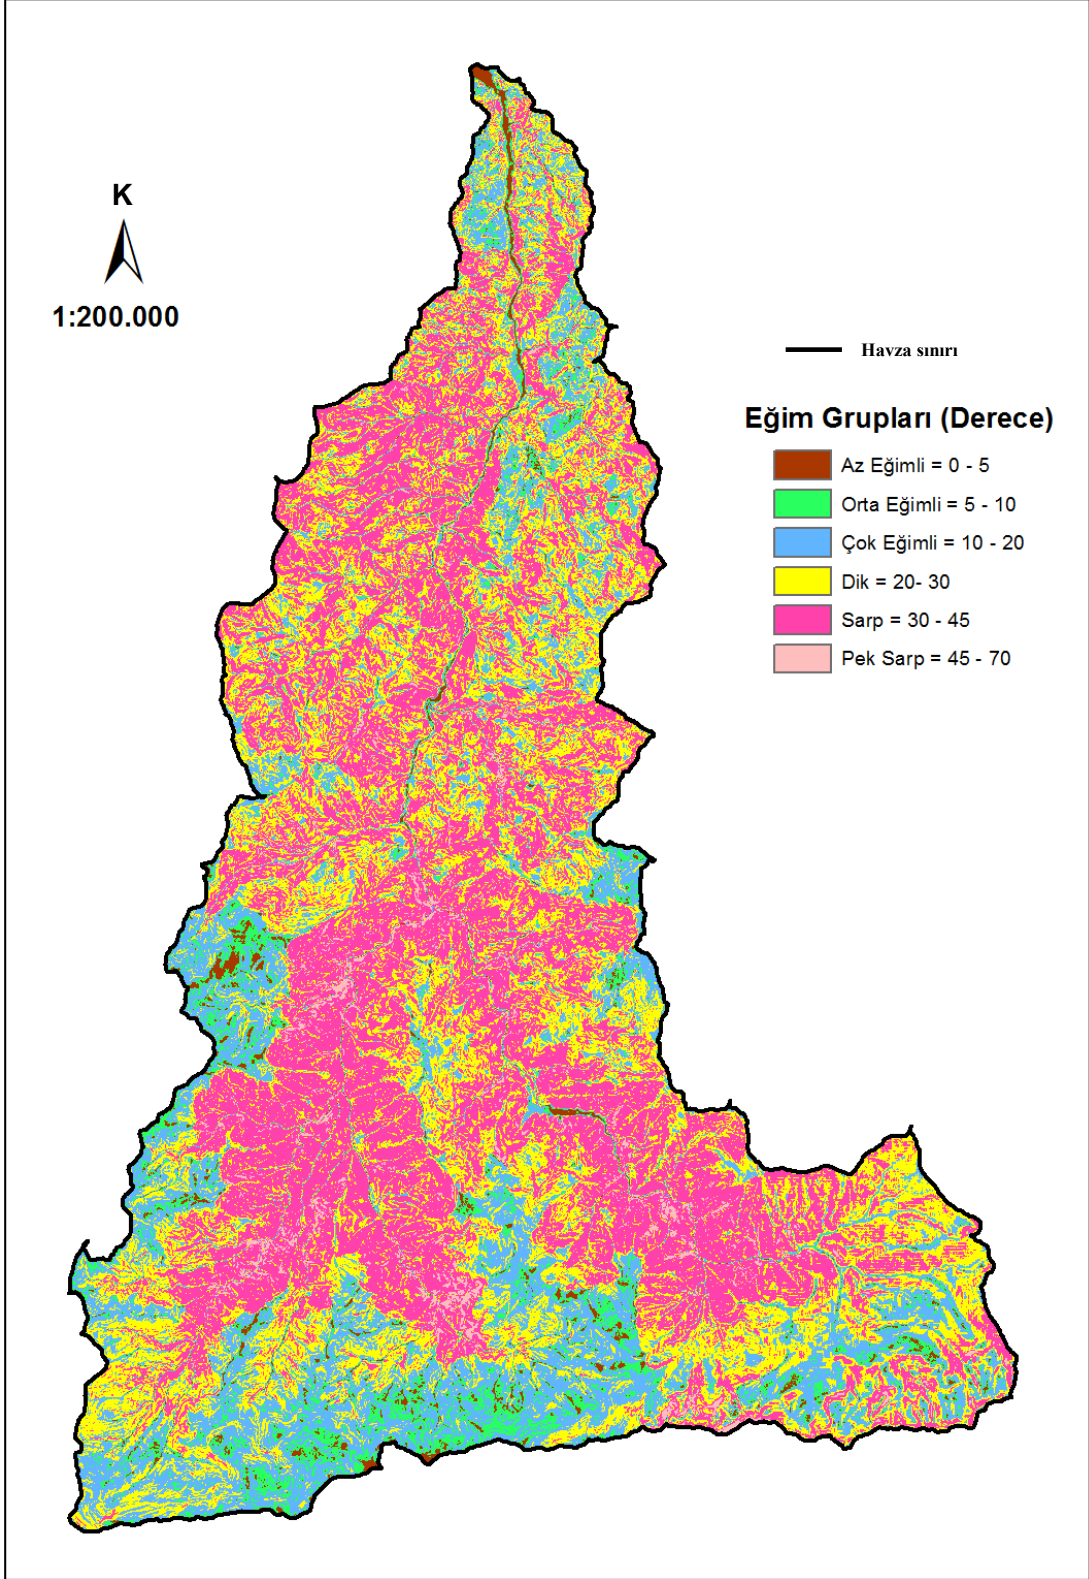 K
1:200.000
Havza sınırı
Eğim Grupları (Derece)
Az Eğimli = 0 - 5
Orta Eğimli = 5 - 10
Çok Eğimli = 10 - 20
Dik = 20- 30
Sarp = 30 - 45
Pek Sarp = 45 - 70